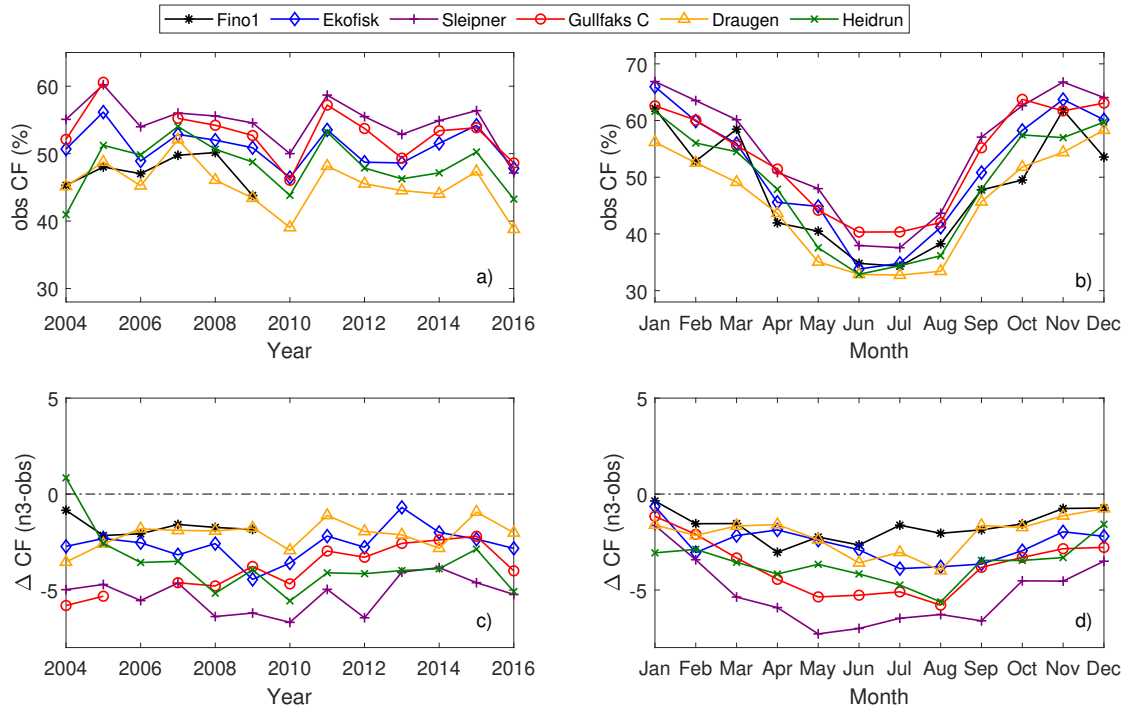 Fino1 Ekofisk Sleipner Gullfaks C Draugen Heidrun
obs CF (%)
60
50
40
30
a)
2004 2006 2008 2010 2012 2014 2016
Year
obs CF (%)
70
60
50
40
30
b)
Jan Feb Mar Apr May Jun Jul Aug Sep Oct Nov Dec
Month
Δ CF (n3-obs)
5
0
-5
c)
2004 2006 2008 2010 2012 2014 2016
Year
Δ CF (n3-obs)
5
0
-5
d)
Jan Feb Mar Apr May Jun Jul Aug Sep Oct Nov Dec
Month